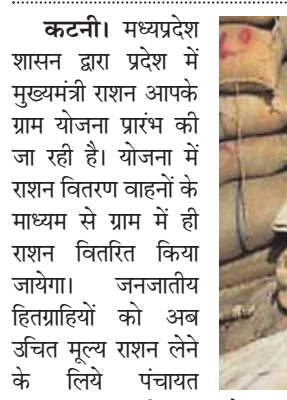 कटनी। मध्यप्रदेश
शासन द्वारा प्रदेश में
मुख्यमंत्री राशन आपके
ग्राम योजना प्रारंभ की
जा रही है। योजना में
राशन वितरण वाहनों के
माध्यम से ग्राम में ही
राशन वितरित किया
जायेगा। जनजातीय
हितग्राहियों को अब
उचित मूल्य राशन लेने
के लिये पंचायत